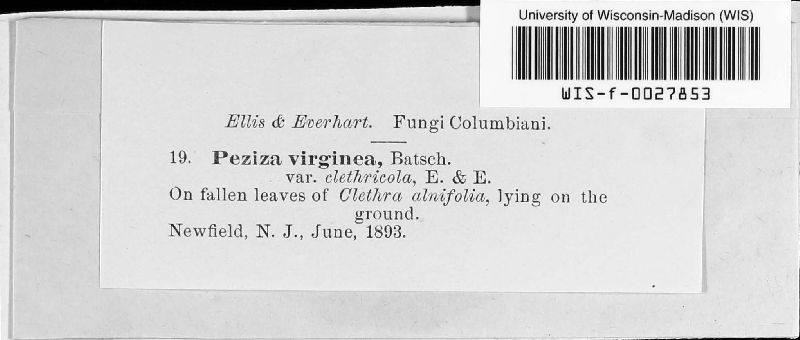 University of Wisconsin-Madison (WIS)
WIS-f-0027853
Ellis & Everhart. Fungi Columbiani.
19. Peziza virginea, Batsch.
var. clethricola, E. & E.
On fallen leaves of Clethra alnifolia, lying on the
ground.
Newfield, N. J., June, 1893.